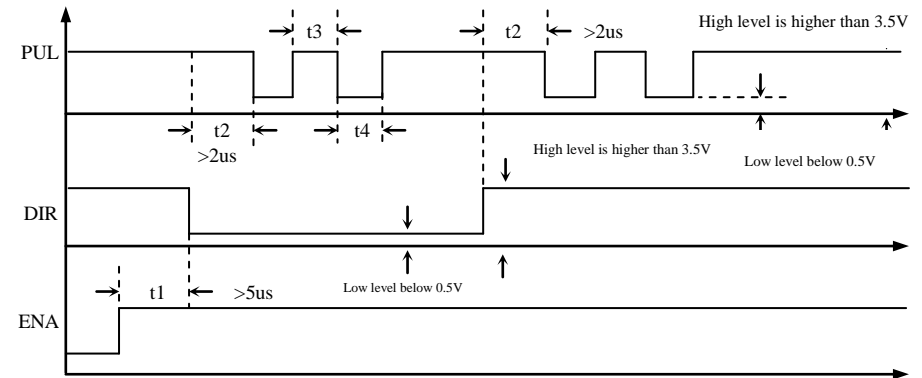 High level is higher than 3.5V
PUL
t3
t2
>2us
t2
>2us
t4
High level is higher than 3.5V
Low level below 0.5V
DIR
Low level below 0.5V
t1
>5us
ENA